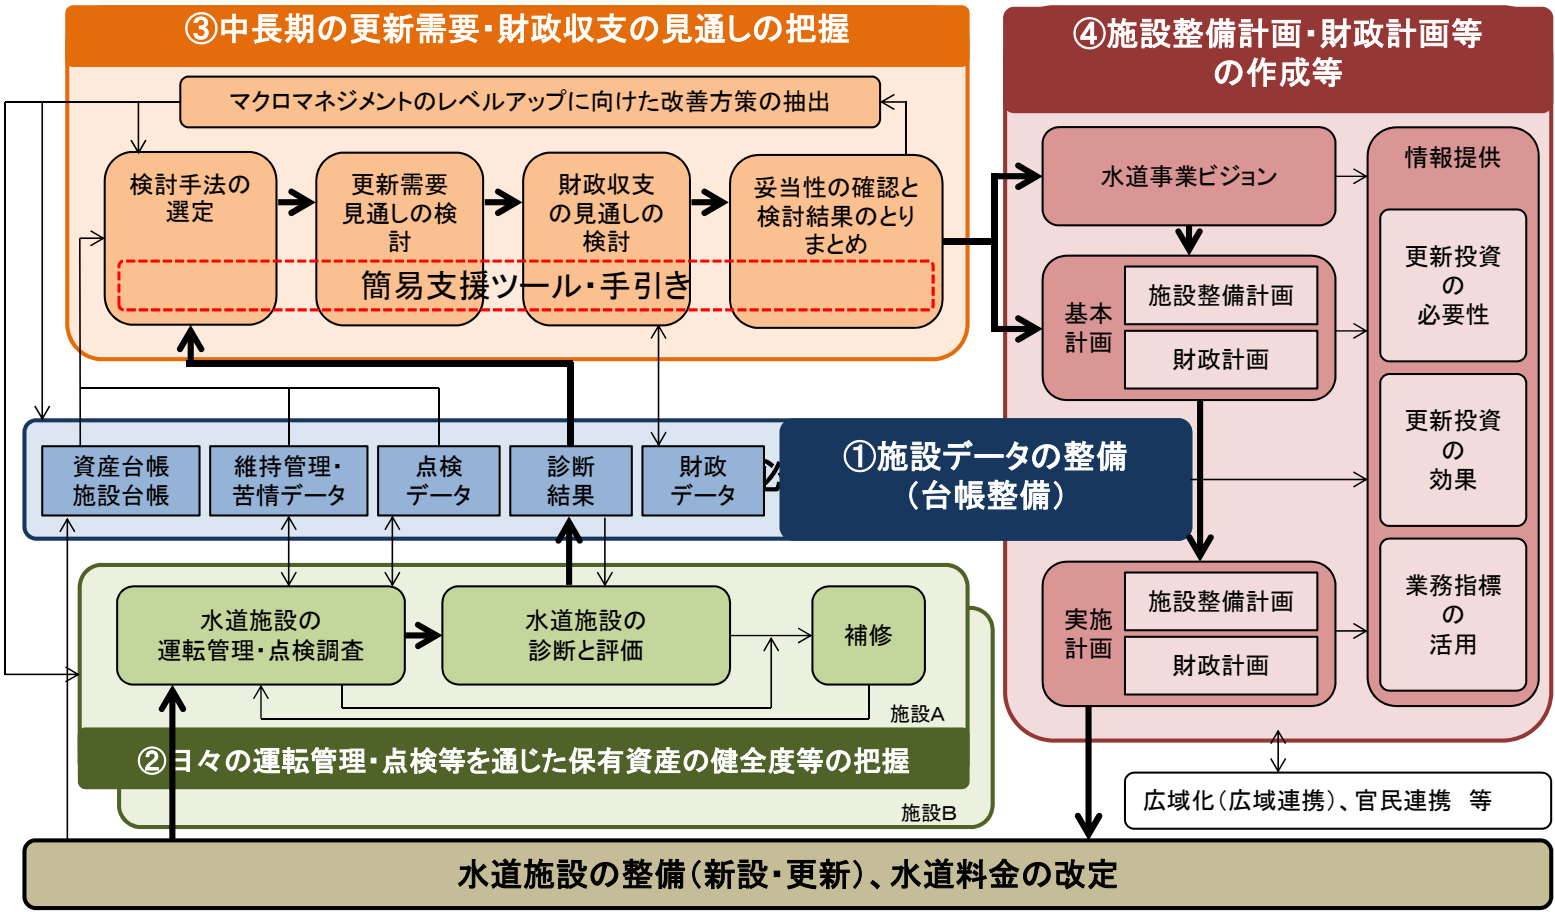 ③中長期の更新需要・財政収支の見通しの把握
マクロマネジメントのレベルアップに向けた改善方策の抽出
検討手法の
選定
更新需要
見通しの検
討
財政収支
の見通しの
検討
妥当性の確認と
検討結果のとり
まとめ
簡易支援ツール・手引き
④施設整備計画・財政計画等
の作成等
水道事業ビジョン
基本
計画
施設整備計画
財政計画
実施
計画
施設整備計画
財政計画
情報提供
更新投資
の
必要性
更新投資
の
効果
業務指標
の
活用
資産台帳
施設台帳
維持管理・
苦情データ
点検
データ
診断
結果
財政
データ
①施設データの整備
（台帳整備）
水道施設の
運転管理・点検調査
水道施設の
診断と評価
補修
施設A
②日々の運転管理・点検等を通じた保有資産の健全度等の把握
施設B
広域化（広域連携）、官民連携　等
水道施設の整備（新設・更新）、水道料金の改定